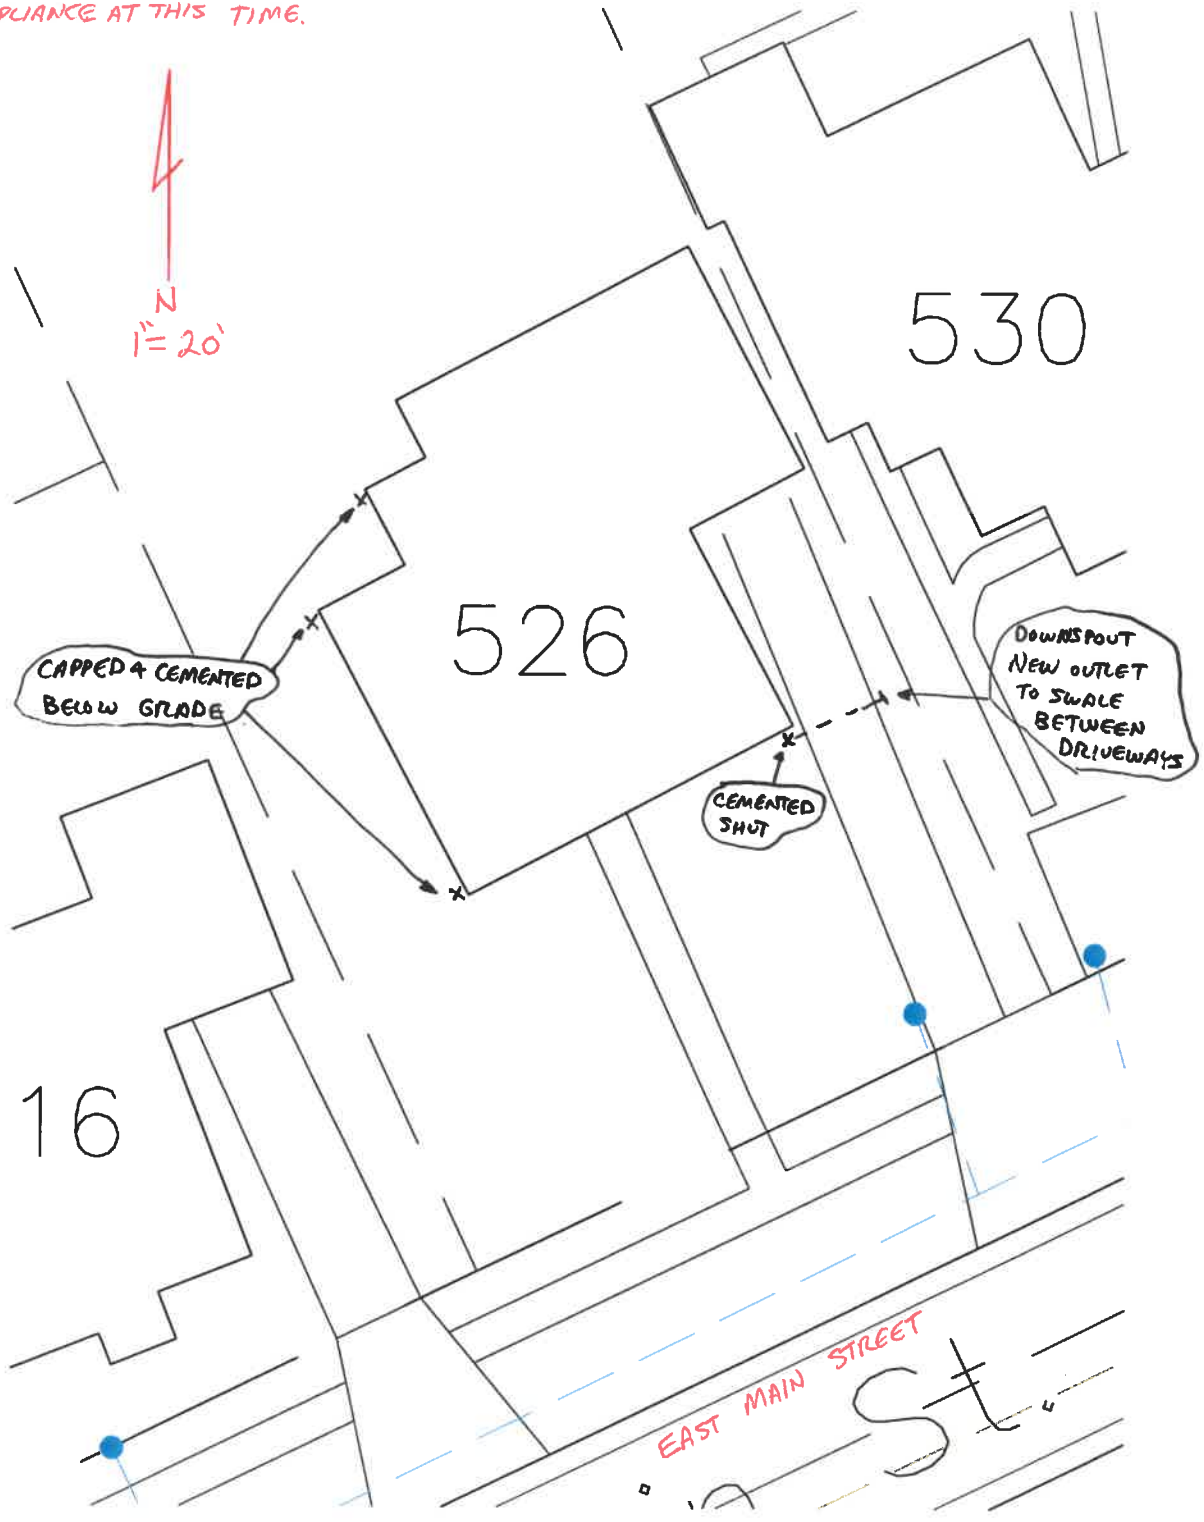 PLIANCE AT THIS TIME.
N
1"= 20'
530
526
CAPPED & CEMENTED
BELOW GRADE
DOWNSPOUT
NEW OUTLET
TO SWALE
BETWEEN
DRIVEWAYS
CEMENTED
SHUT
16
EAST MAIN STREET
St.